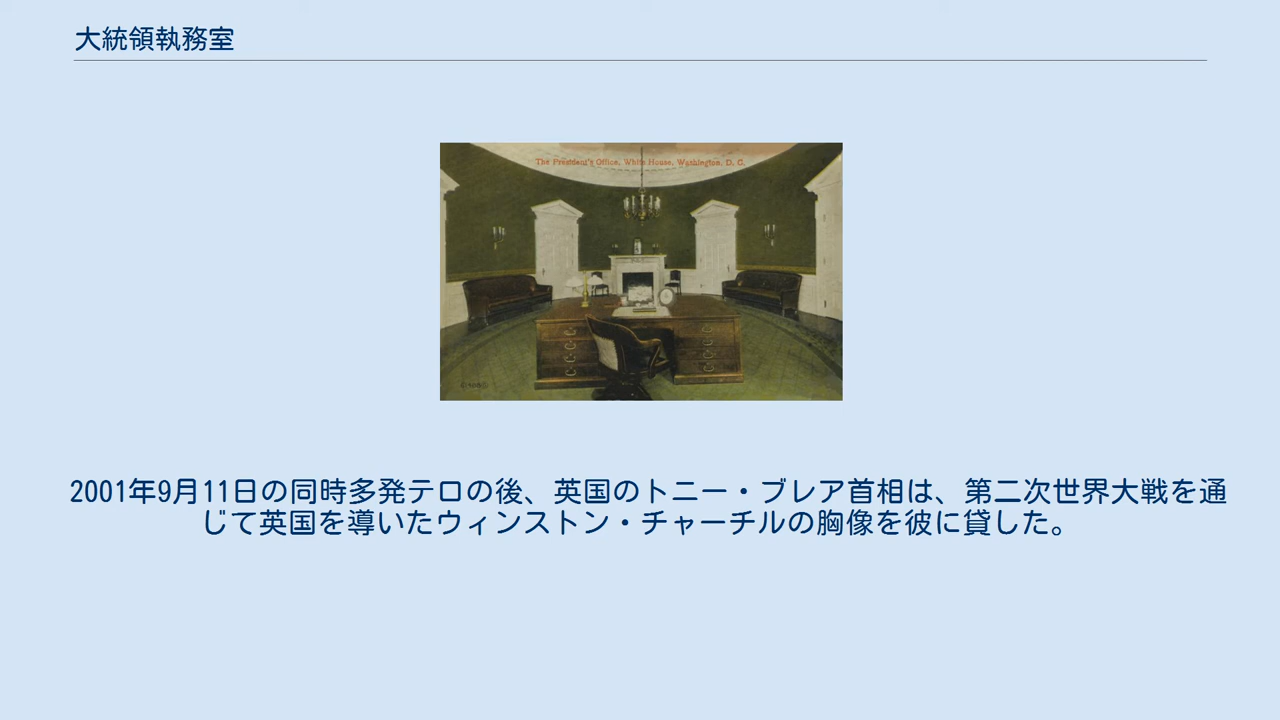 大統領執務室
The President's Office, White House, Washington, D. C.
2001年9月11日の同時多発テロの後、英国のトニー・ブレア首相は、第二次世界大戦を通
じて英国を導いたウィンストン・チャーチルの胸像を彼に貸した。